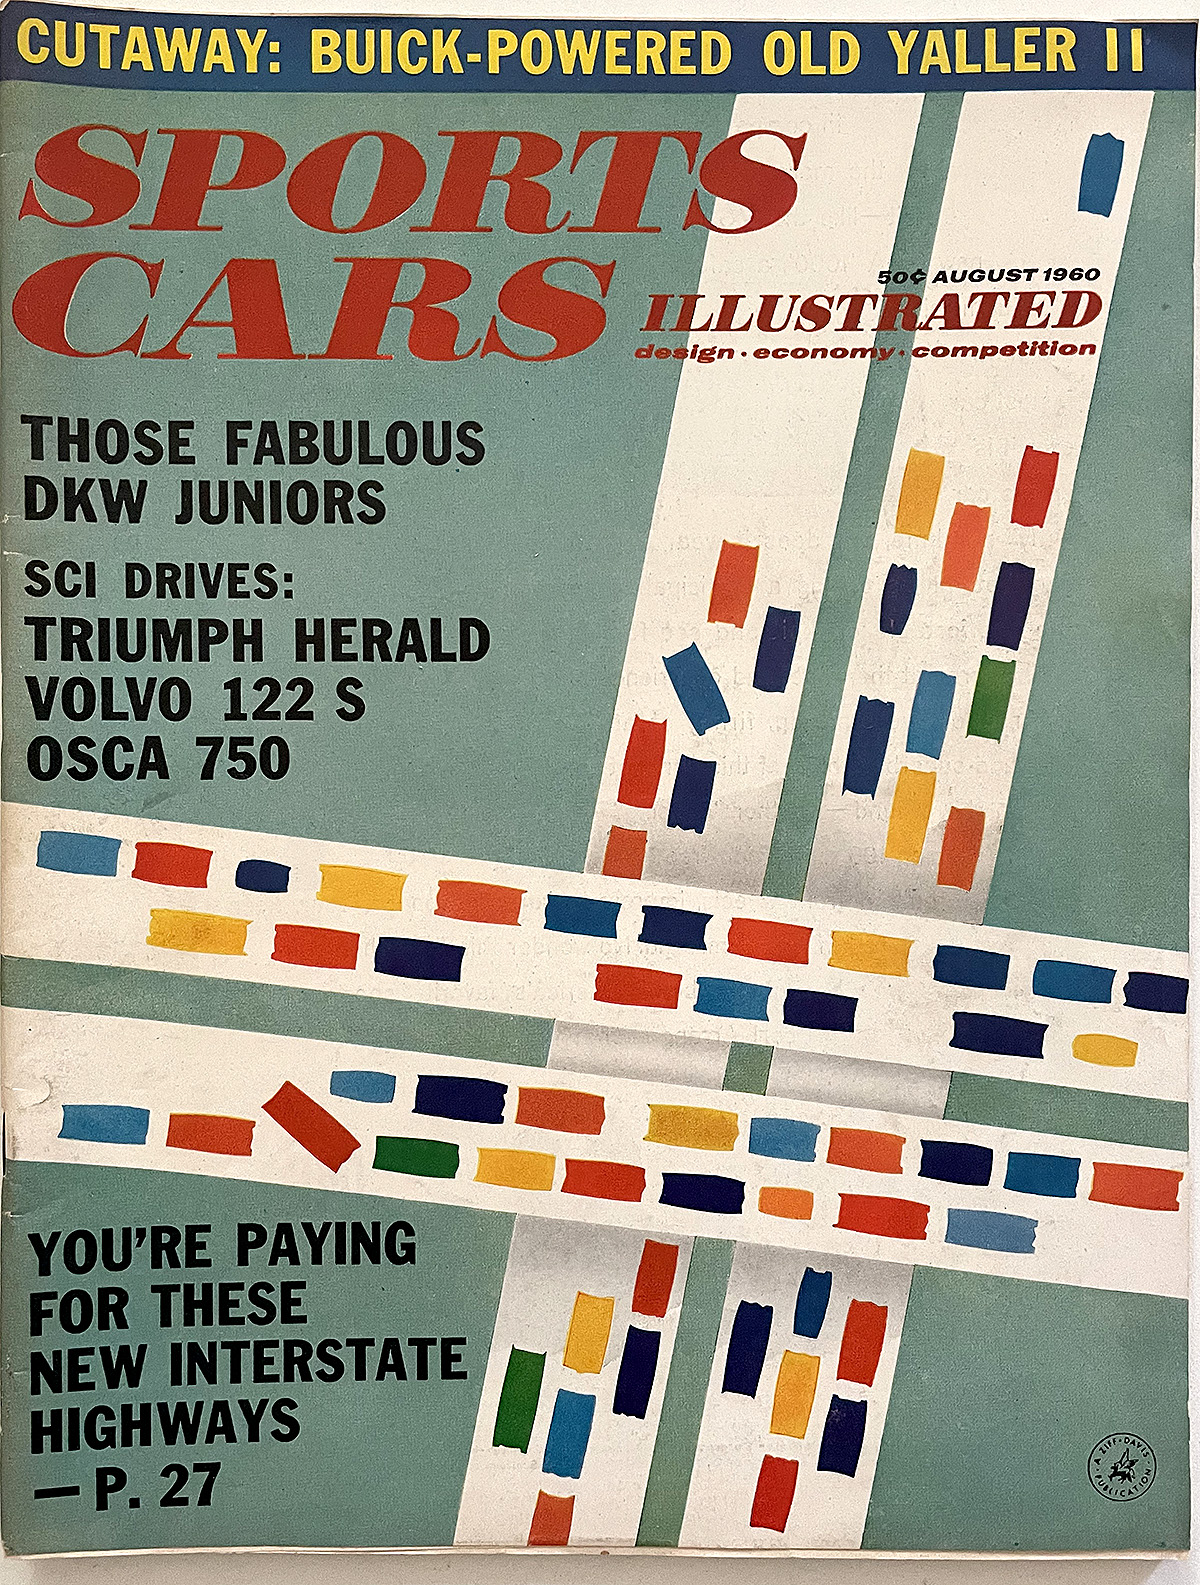 CUTAWAY: BUICK-POWERED OLD YALLER II
SPORTS
CARS
50¢ AUGUST 1960
ILLUSTRATED
design · economy · competition
THOSE FABULOUS
DKW JUNIORS
SCI DRIVES:
TRIUMPH HERALD
VOLVO 122 S
OSCA 750
YOU'RE PAYING
FOR THESE
NEW INTERSTATE
HIGHWAYS
—P. 27
· A ZIFF-DAVIS · PUBLICATION